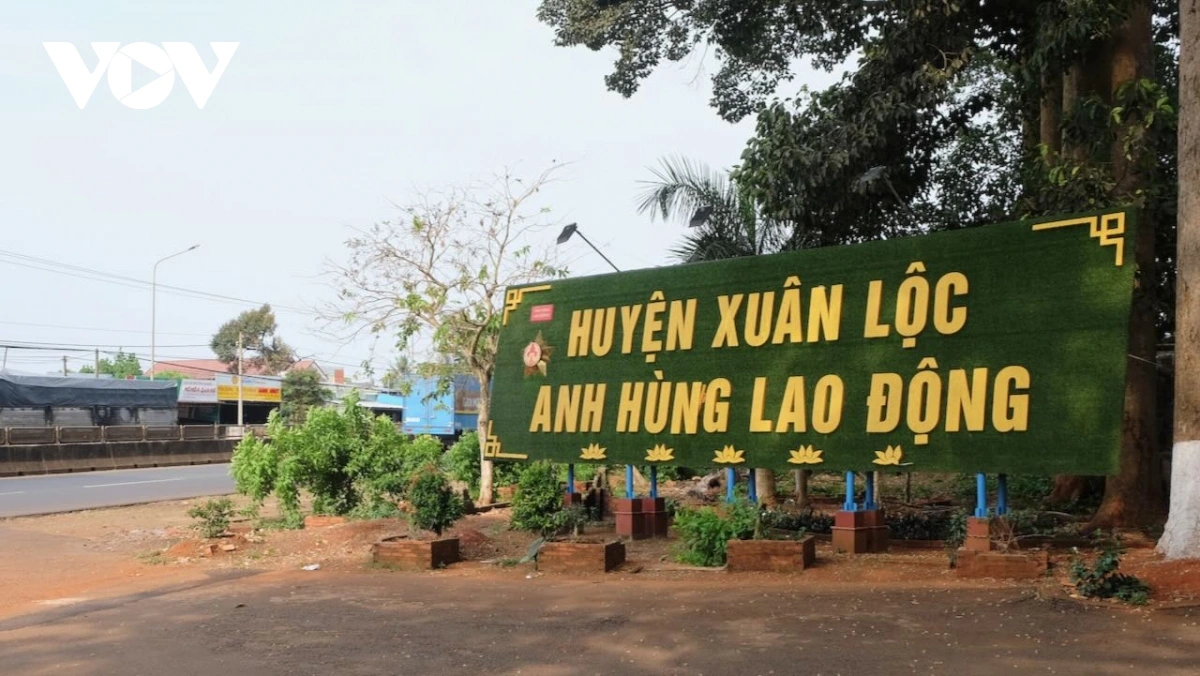 VOV
HUYỆN XUÂN LỘC
ANH HÙNG LAO ĐỘNG